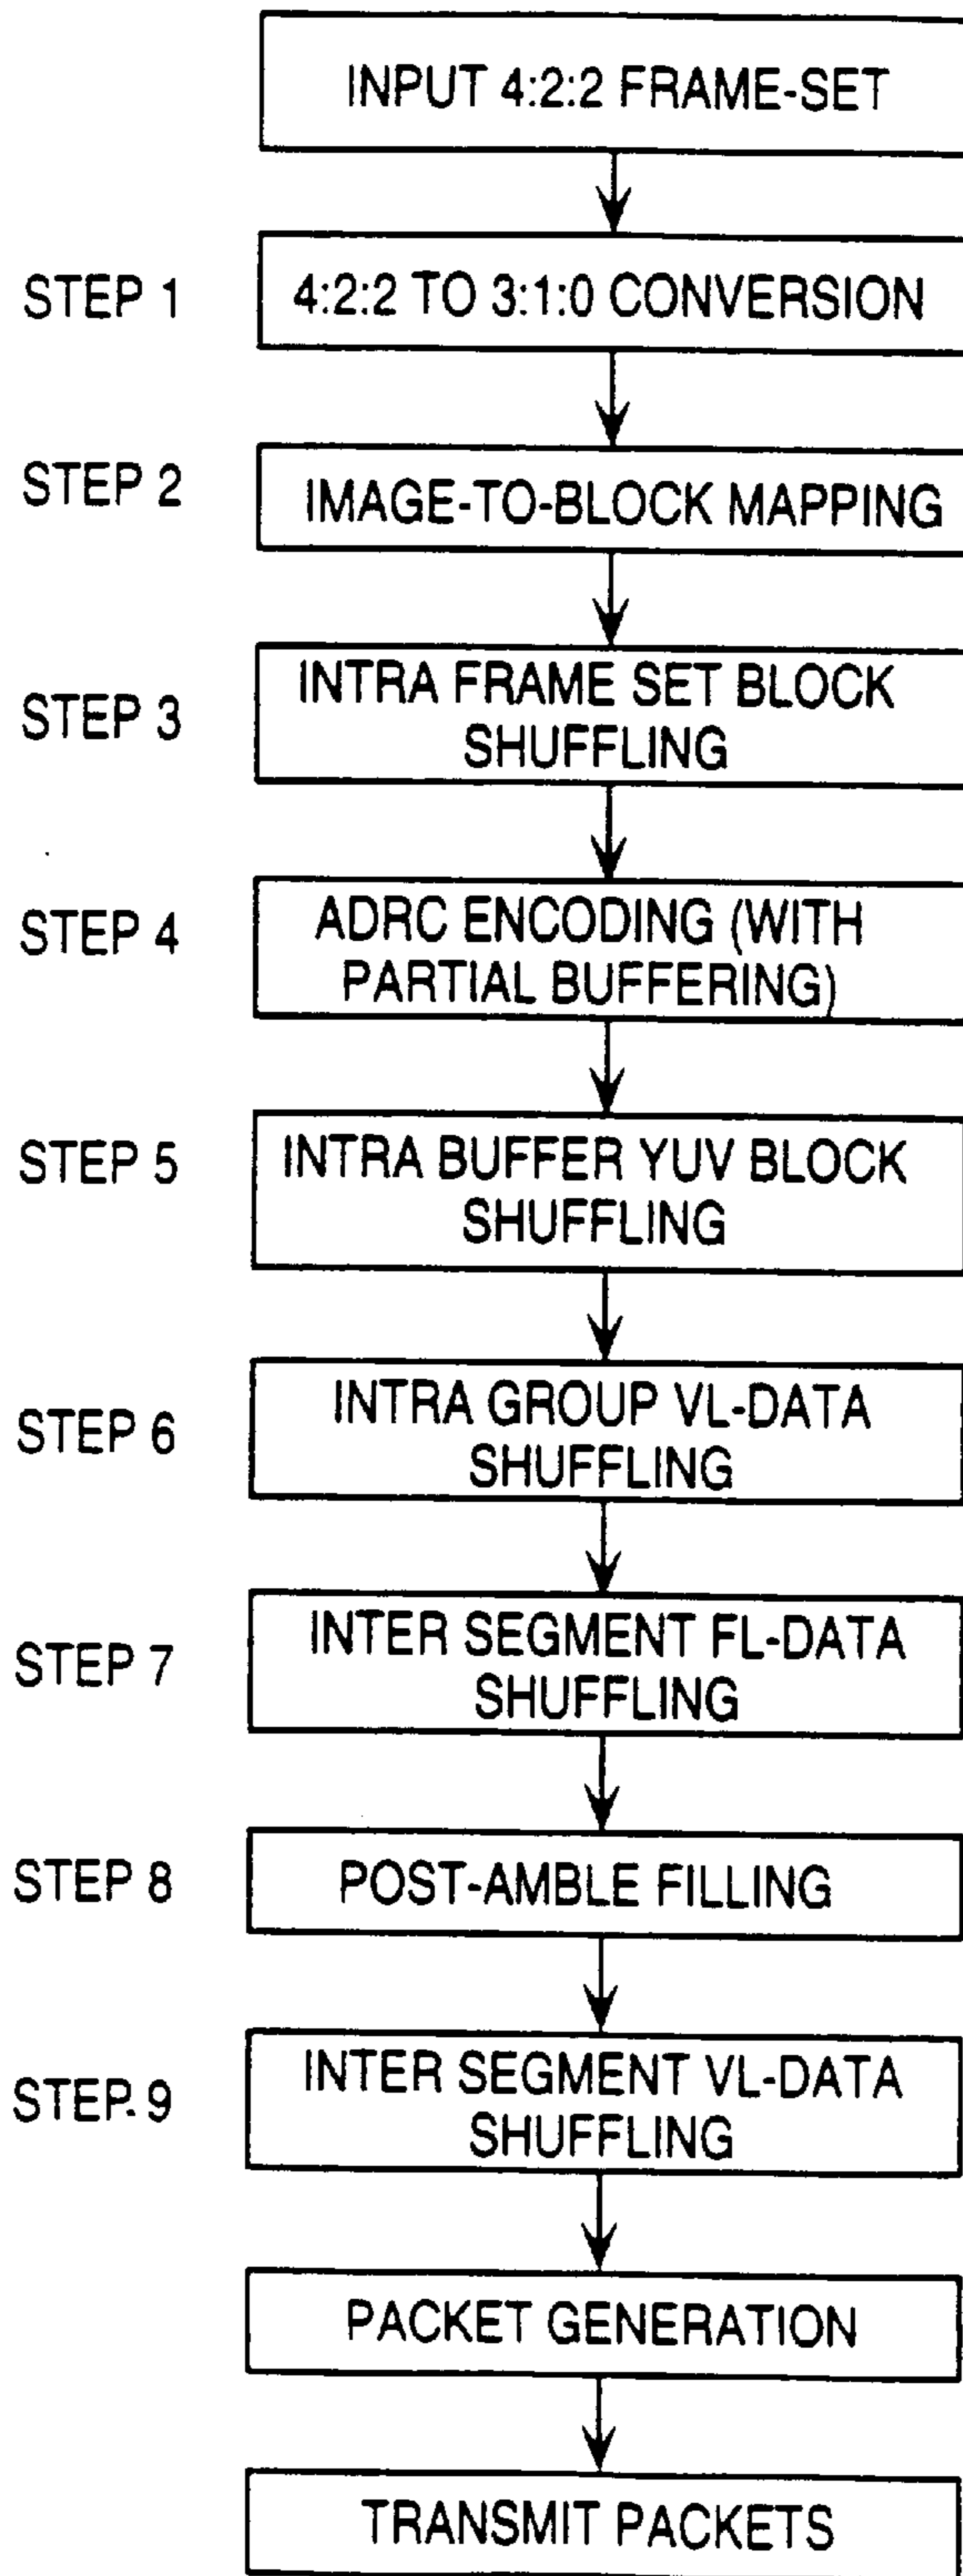 INPUT 4:2:2 FRAME-SET
STEP 1
4:2:2 TO 3:1:0 CONVERSION
STEP 2
IMAGE-TO-BLOCK MAPPING
STEP 3
INTRA FRAME SET BLOCK
SHUFFLING
STEP 4
ADRC ENCODING (WITH
PARTIAL BUFFERING)
STEP 5
INTRA BUFFER YUV BLOCK
SHUFFLING
STEP 6
INTRA GROUP VL-DATA
SHUFFLING
STEP 7
INTER SEGMENT FL-DATA
SHUFFLING
STEP 8
POST-AMBLE FILLING
STEP 9
INTER SEGMENT VL-DATA
SHUFFLING
PACKET GENERATION
TRANSMIT PACKETS